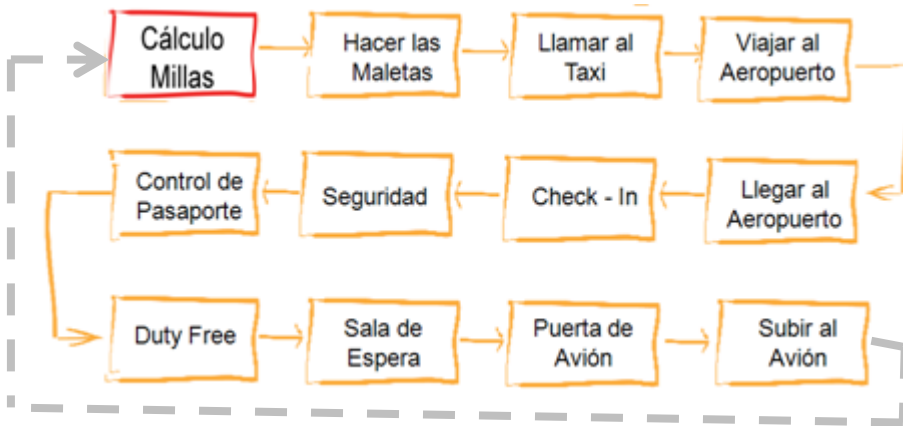 Cálculo
Millas
Hacer las
Maletas
Llamar al
Taxi
Viajar al
Aeropuerto
Control de
Pasaporte
Seguridad
Check - In
Llegar al
Aeropuerto
Duty Free
Sala de
Espera
Puerta de
Avión
Subir al
Avión